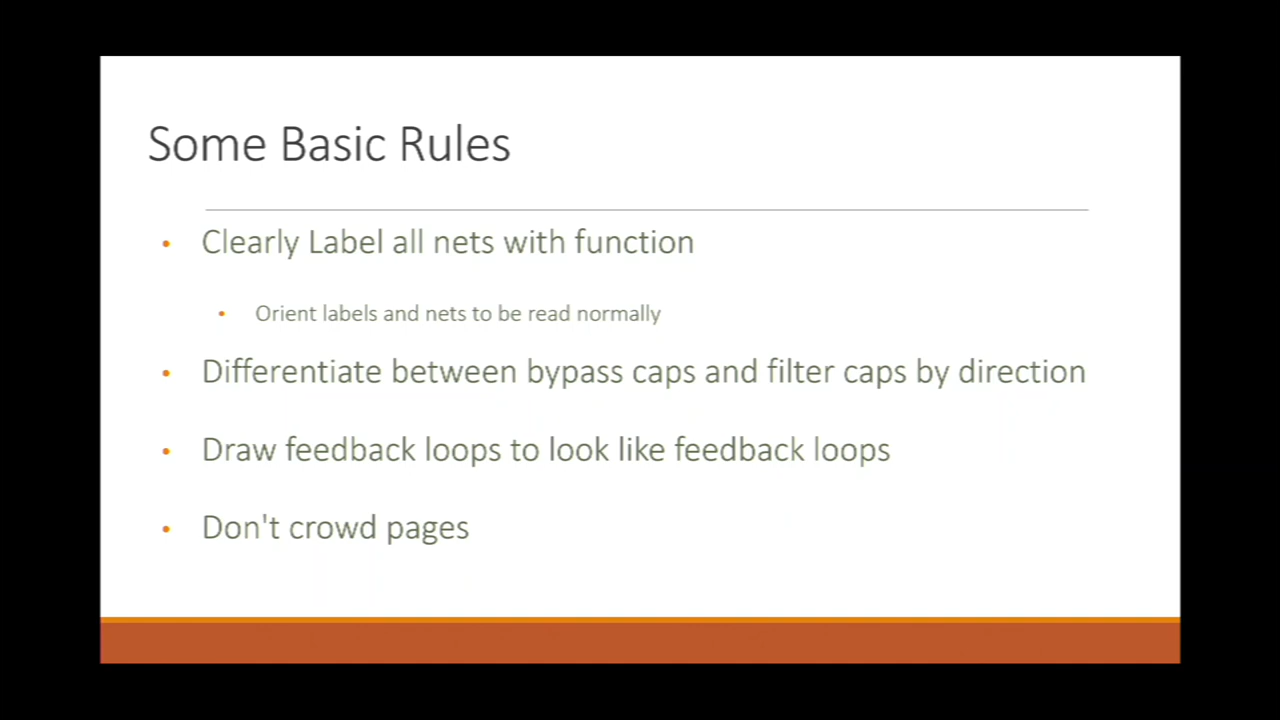 Some Basic Rules
• Clearly Label all nets with function
• Orient labels and nets to be read normally
• Differentiate between bypass caps and filter caps by direction
• Draw feedback loops to look like feedback loops
• Don't crowd pages